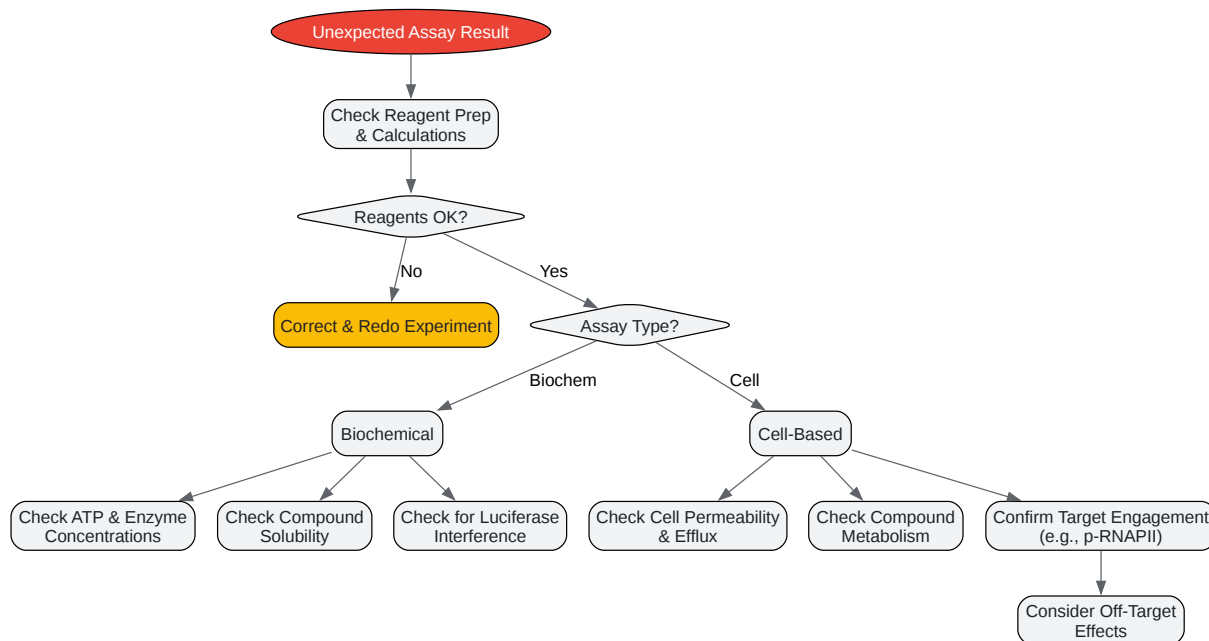 Unexpected Assay Result
Check Reagent Prep
& Calculations
Reagents OK?
No
Yes
Correct & Redo Experiment
Assay Type?
Biochem
Cell
Biochemical
Cell-Based
Check ATP & Enzyme
Concentrations
Check Compound
Solubility
Check for Luciferase
Interference
Check Cell Permeability
& Efflux
Check Compound
Metabolism
Confirm Target Engagement
(e.g., p-RNAPII)
Consider Off-Target
Effects